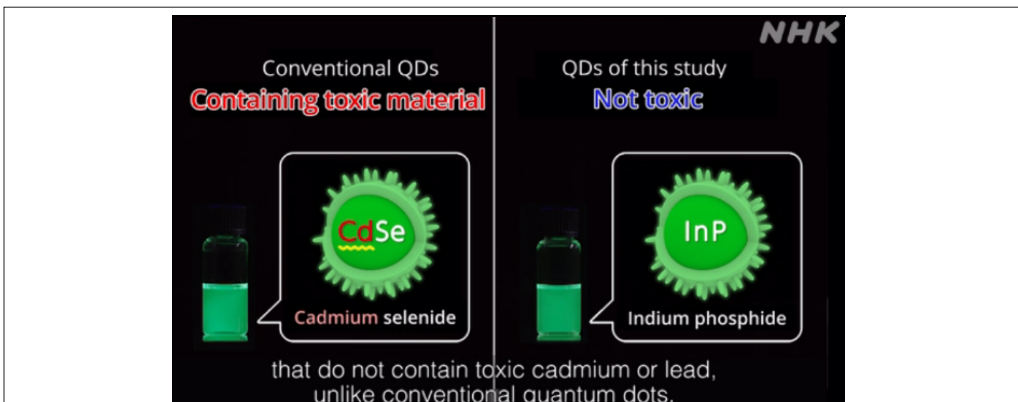 NHK
Conventional QDs
Containing toxic material
CdSe
Cadmium selenide
QDs of this study
Not toxic
InP
Indium phosphide
that do not contain toxic cadmium or lead,
unlike conventional quantum dots.